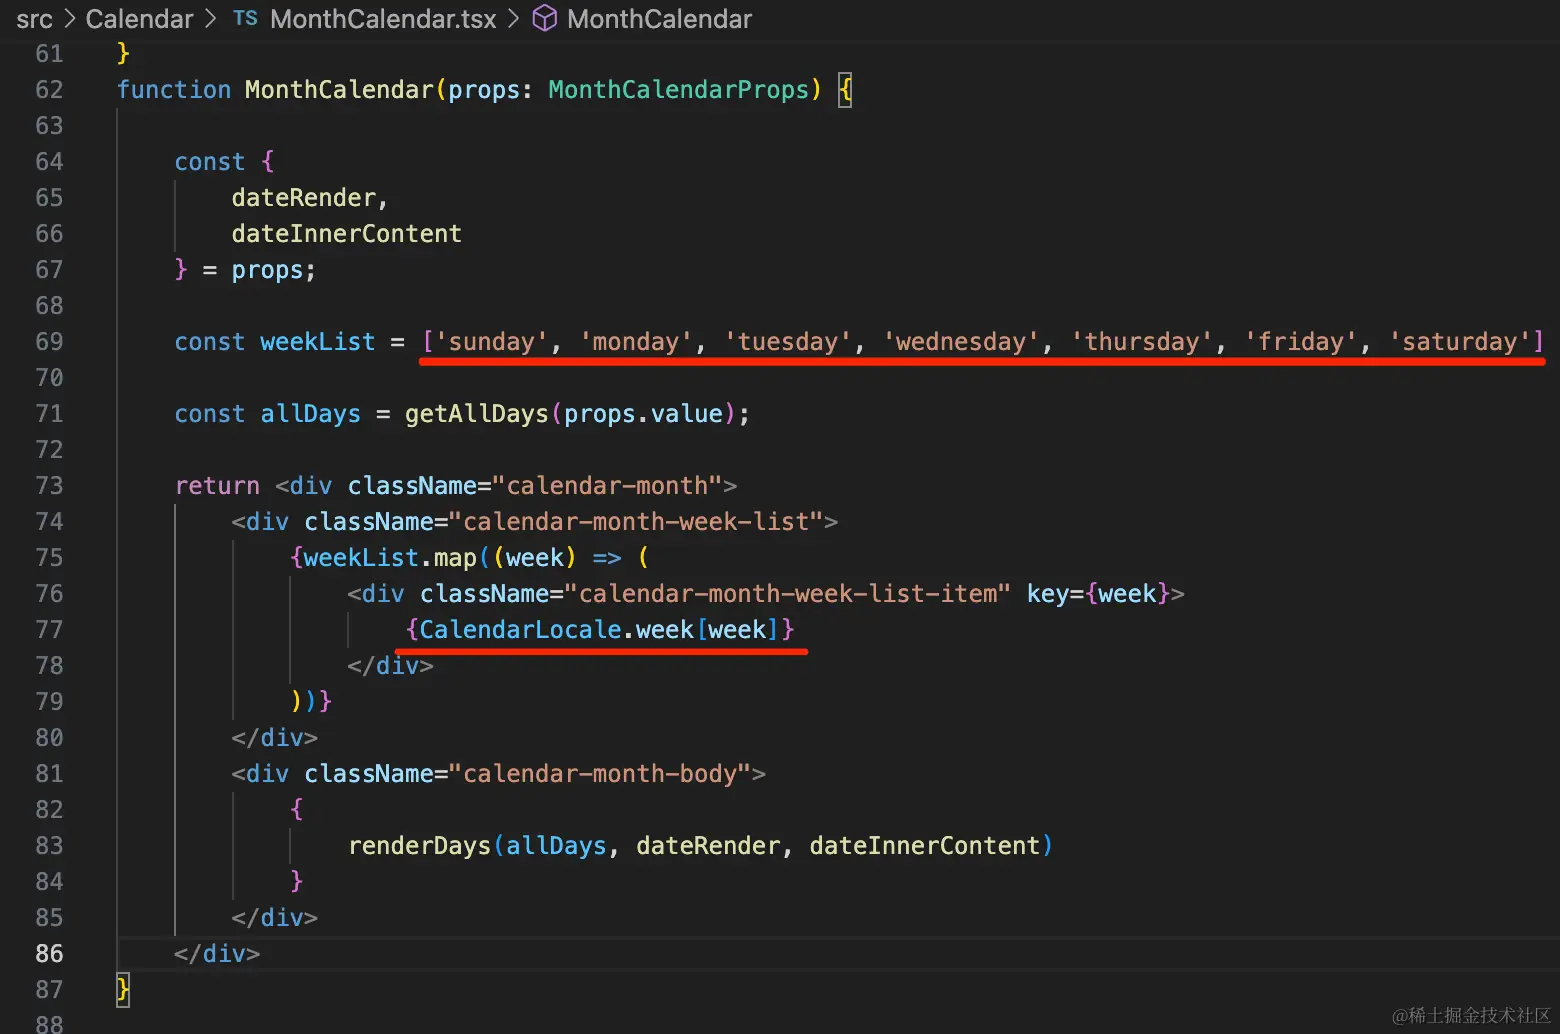 src > Calendar > TS MonthCalendar.tsx > MonthCalendar
61 }
62 function MonthCalendar(props: MonthCalendarProps) {
63
64     const {
65         dateRender,
66         dateInnerContent
67     } = props;
68
69     const weekList = ['sunday', 'monday', 'tuesday', 'wednesday', 'thursday', 'friday', 'saturday']
70
71     const allDays = getAllDays(props.value);
72
73     return <div className="calendar-month">
74         <div className="calendar-month-week-list">
75             {weekList.map((week) => (
76                 <div className="calendar-month-week-list-item" key={week}>
77                     {CalendarLocale.week[week]}
78                 </div>
79             ))}
80         </div>
81         <div className="calendar-month-body">
82             {
83                 renderDays(allDays, dateRender, dateInnerContent)
84             }
85         </div>
86     </div>
87 }
88
@稀土掘金技术社区